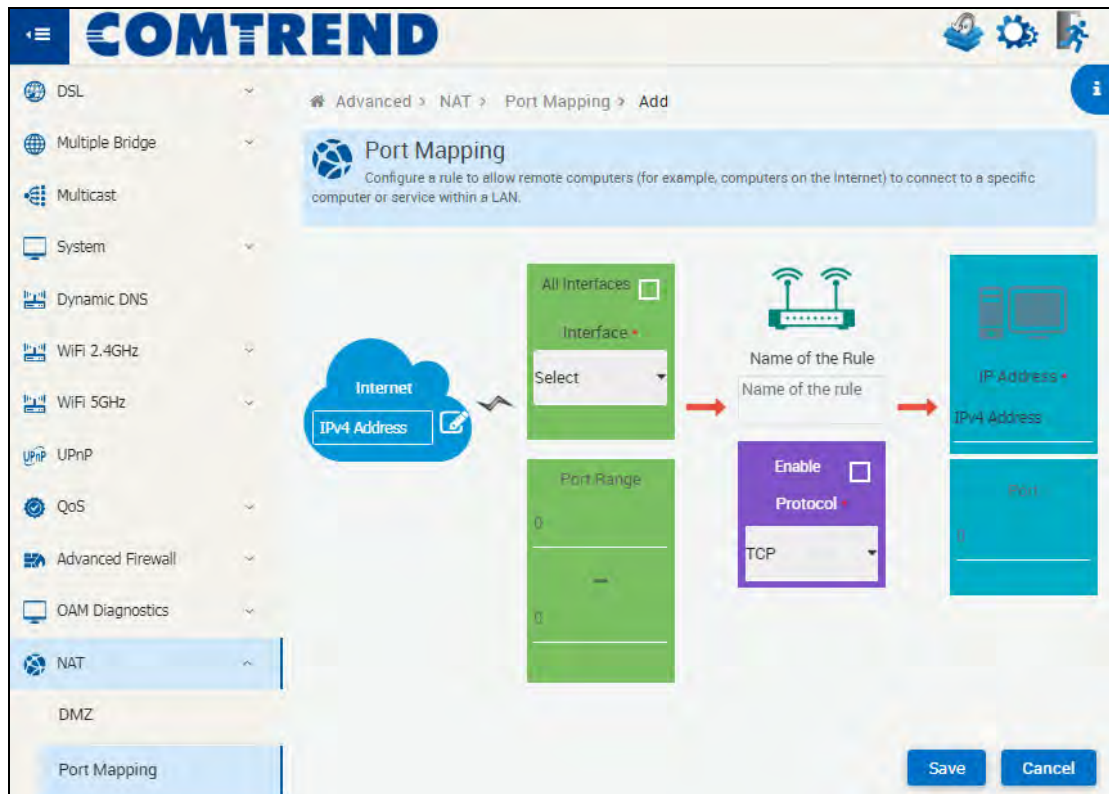 COMTREND
DSL
Multiple Bridge
Multicast
System
Dynamic DNS
WiFi 2.4GHz
WiFi 5GHz
UPnP UPnP
QoS
Advanced Firewall
OAM Diagnostics
NAT
DMZ
Port Mapping
Advanced > NAT > Port Mapping > Add
i
Port Mapping
Configure a rule to allow remote computers (for example, computers on the Internet) to connect to a specific
computer or service within a LAN.
Internet
IPv4 Address
All Interfaces
Interface *
Select
Port Range
0
–
0
Name of the Rule
Name of the rule
Enable
Protocol *
TCP
IP Address *
IPv4 Address
Port
0
Save
Cancel